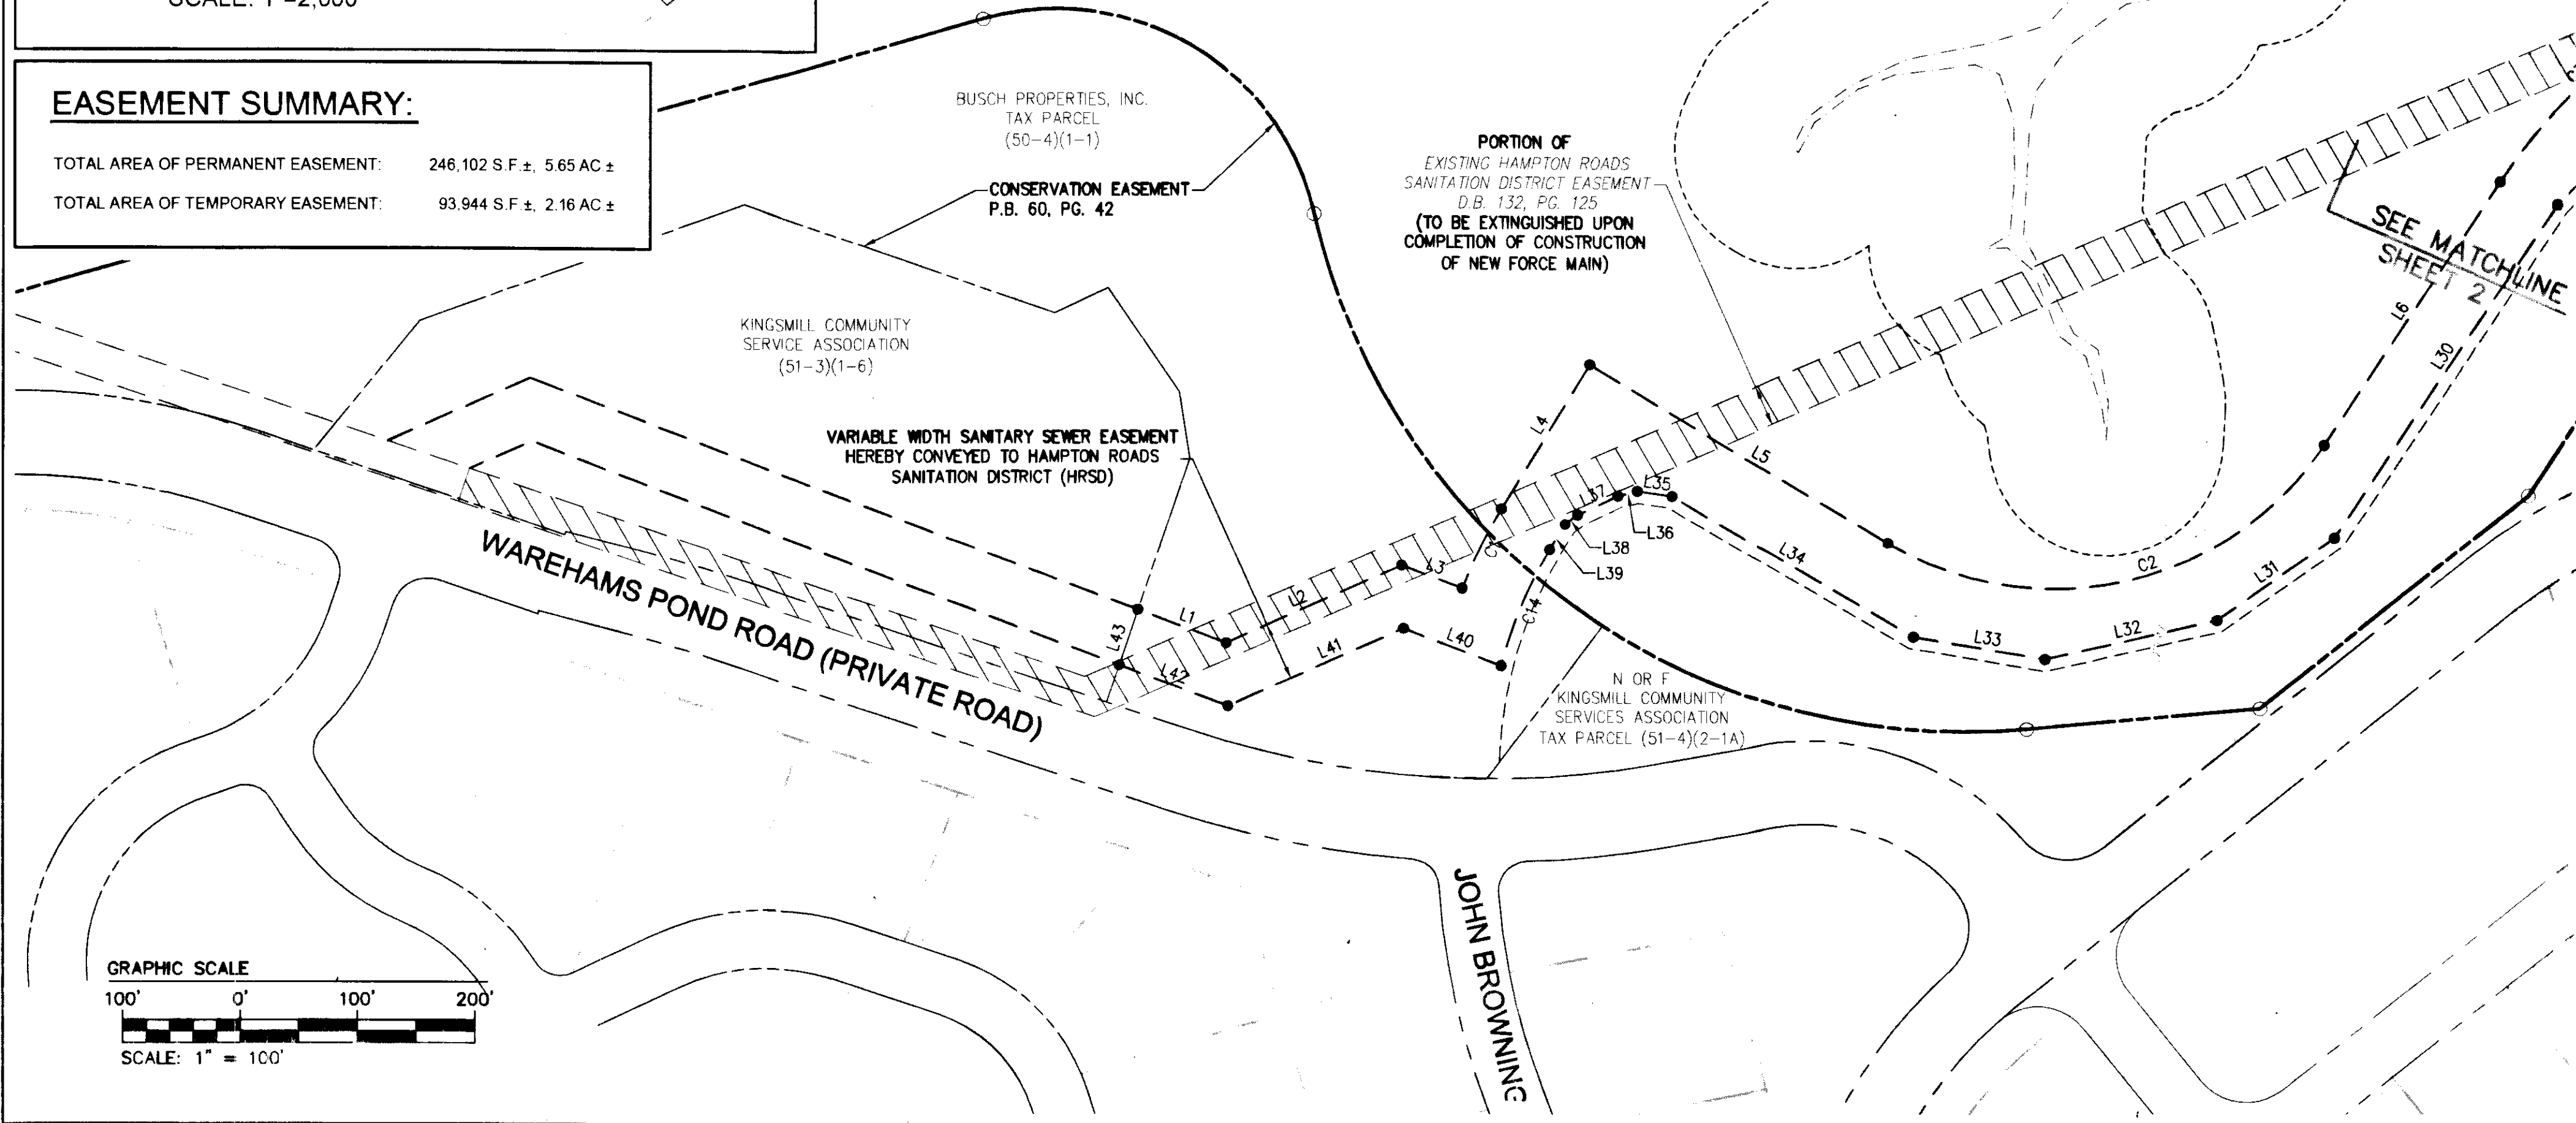 EASEMENT SUMMARY:
TOTAL AREA OF PERMANENT EASEMENT: 246,102 S.F.±, 5.65 AC ±
TOTAL AREA OF TEMPORARY EASEMENT: 93,944 S.F.±, 2.16 AC ±
BUSCH PROPERTIES, INC.
TAX PARCEL
(50-4)(1-1)
CONSERVATION EASEMENT
P.B. 60, PG. 42
PORTION OF
EXISTING HAMPTON ROADS
SANITATION DISTRICT EASEMENT
D.B. 132, PG. 125
(TO BE EXTINGUISHED UPON
COMPLETION OF CONSTRUCTION
OF NEW FORCE MAIN)
SEE MATCHLINE
SHEET 2
KINGSMILL COMMUNITY
SERVICE ASSOCIATION
(51-3)(1-6)
VARIABLE WIDTH SANITARY SEWER EASEMENT
HEREBY CONVEYED TO HAMPTON ROADS
SANITATION DISTRICT (HRSD)
L6
L30
L4
L5
L37
L35
L36
L38
L39
L34
C2
L31
L32
L33
L1
L2
L43
L42
L41
L40
C14
WAREHAMS POND ROAD (PRIVATE ROAD)
N OR F
KINGSMILL COMMUNITY
SERVICES ASSOCIATION
TAX PARCEL (51-4)(2-1A)
JOHN BROWNING
GRAPHIC SCALE
100' 0' 100' 200'
SCALE: 1" = 100'